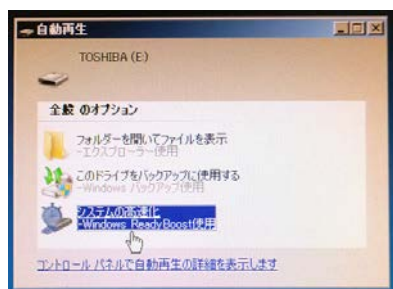 自動再生
TOSHIBA (E:)
全般 のオプション
フォルダーを開いてファイルを表示
-エクスプローラー使用
このドライブをバックアップに使用する
-Windows バックアップ使用
システムの高速化
-Windows ReadyBoost使用
コントロール パネルで自動再生の詳細を表示します